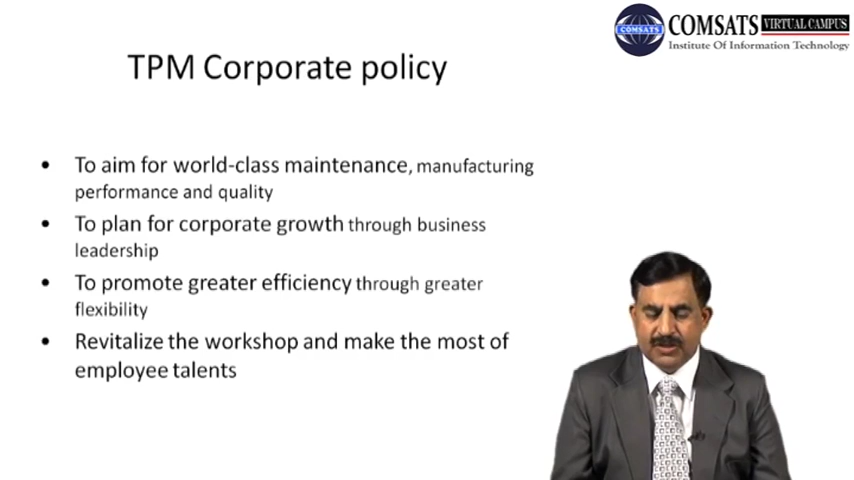 COMSATS VIRTUAL CAMPUS
COMSATS
Institute Of Information Technology
TPM Corporate policy
• To aim for world-class maintenance, manufacturing
performance and quality
• To plan for corporate growth through business
leadership
• To promote greater efficiency through greater
flexibility
• Revitalize the workshop and make the most of
employee talents